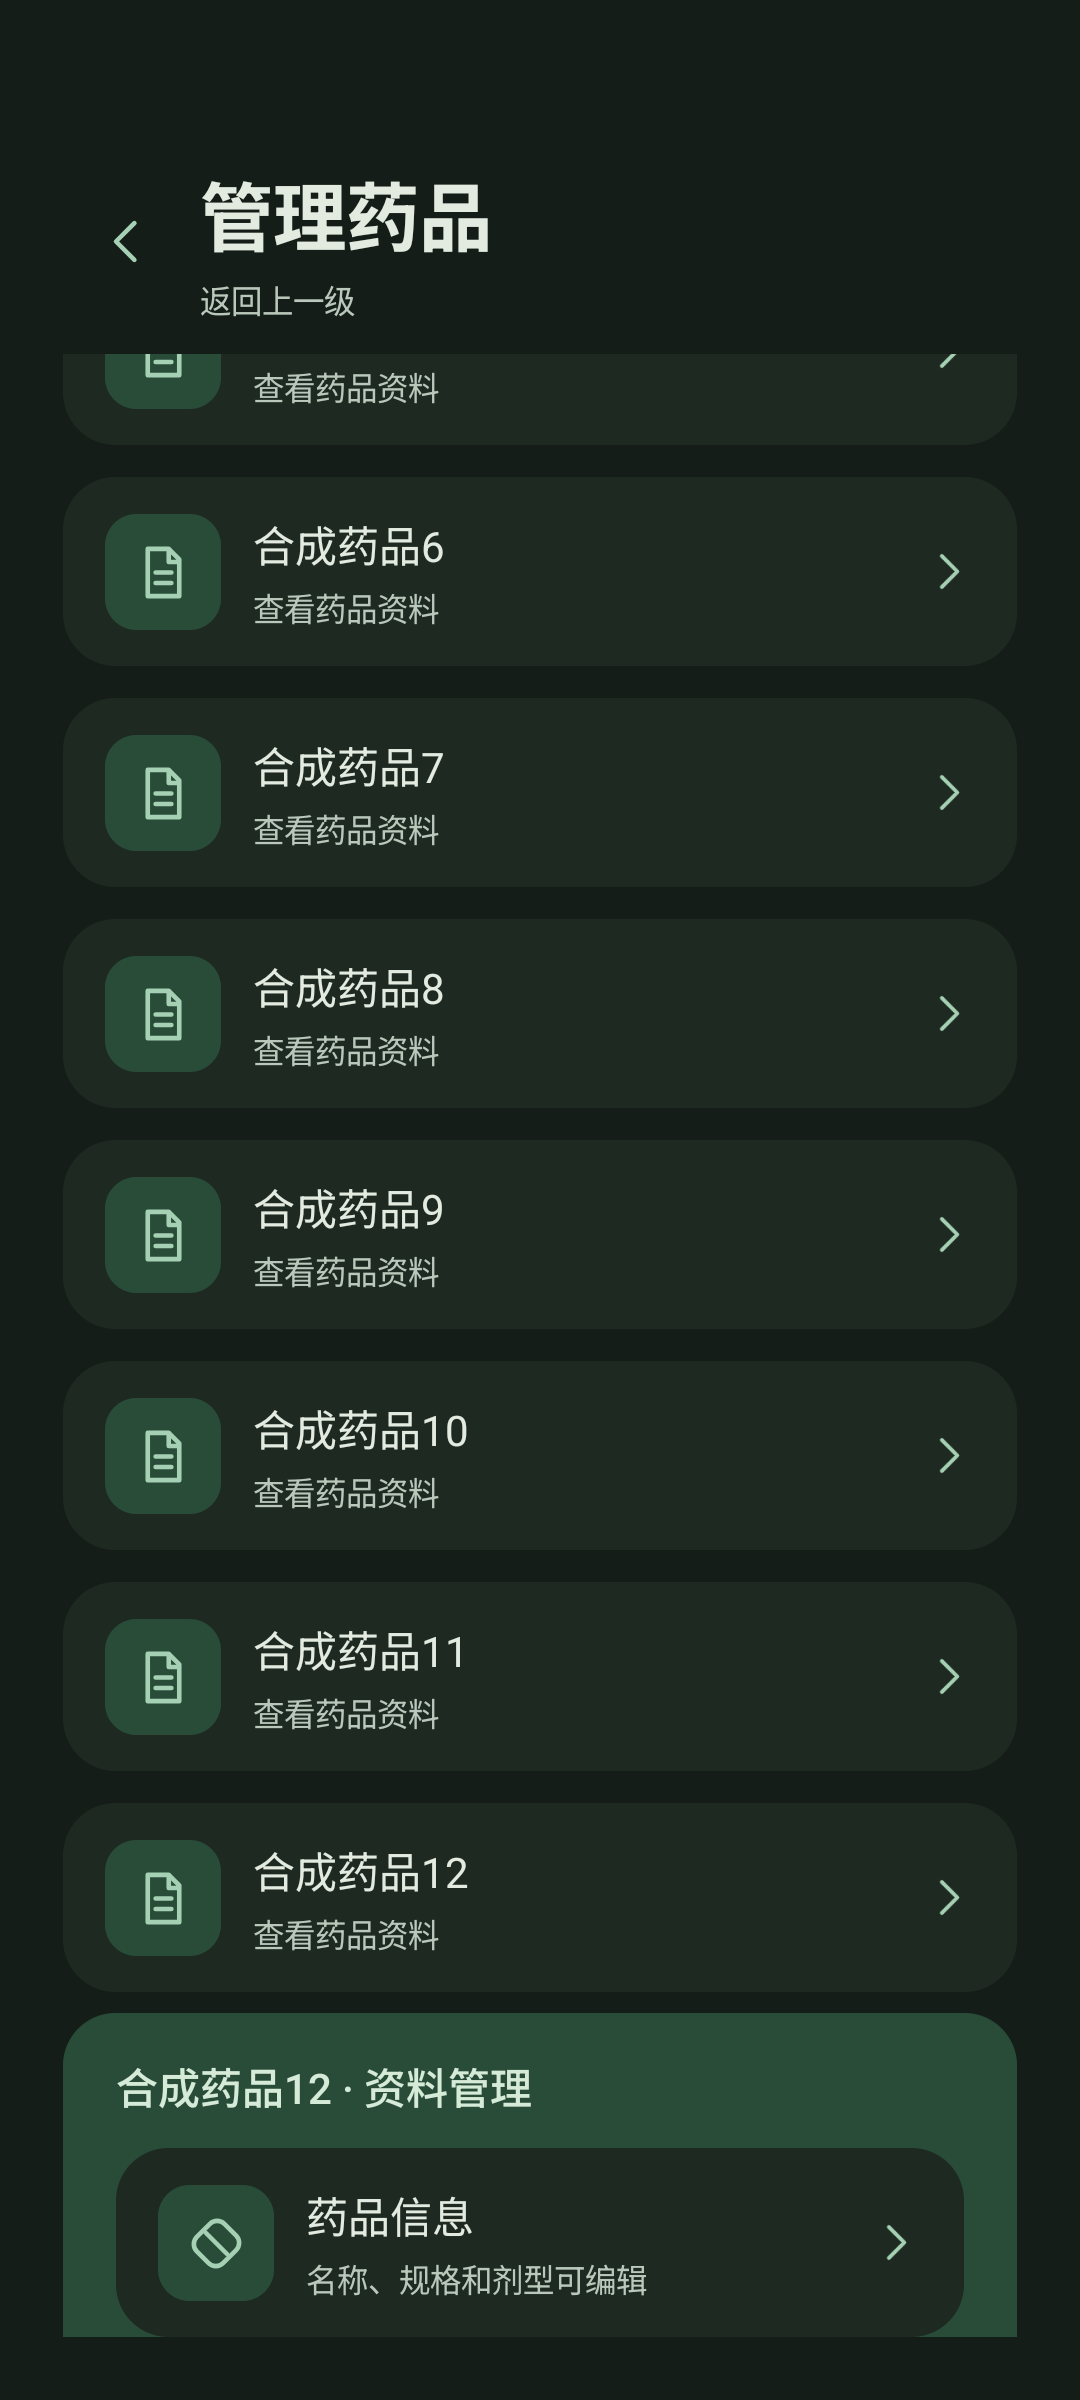 管理药品
返回上一级
查看药品资料
合成药品6
查看药品资料
合成药品7
查看药品资料
合成药品8
查看药品资料
合成药品9
查看药品资料
合成药品10
查看药品资料
合成药品11
查看药品资料
合成药品12
查看药品资料
合成药品12 · 资料管理
药品信息
名称、规格和剂型可编辑